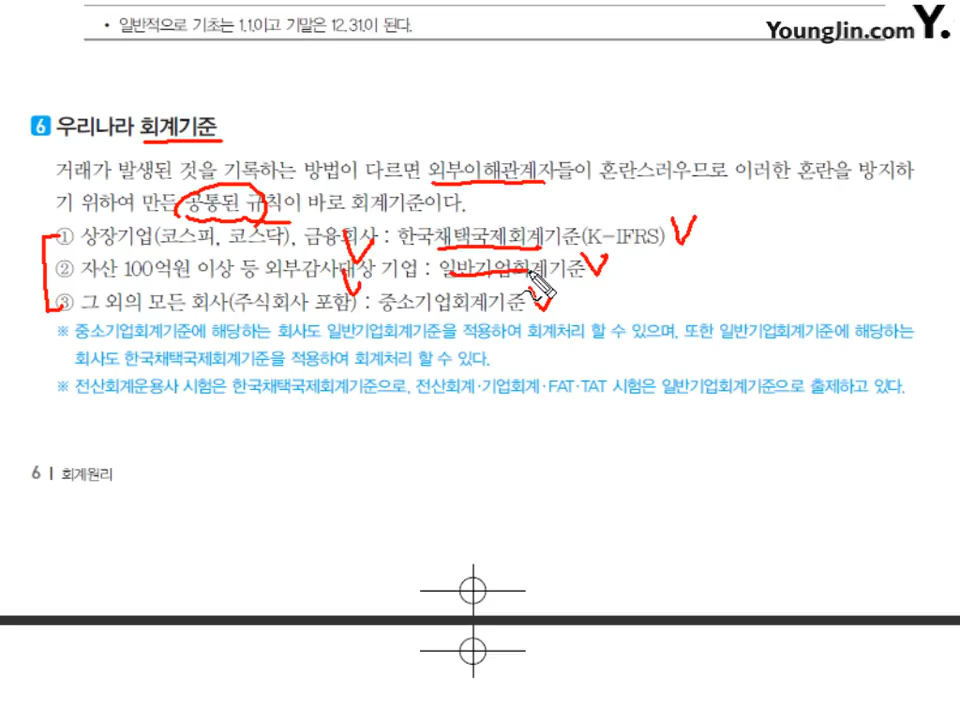 • 일반적으로 기초는 1.1.이고 기말은 12.31.이 된다.
YoungJin.com Y.
6 우리나라 회계기준
거래가 발생된 것을 기록하는 방법이 다르면 외부이해관계자들이 혼란스러우므로 이러한 혼란을 방지하
기 위하여 만든 공통된 규칙이 바로 회계기준이다.
① 상장기업(코스피, 코스닥), 금융회사 : 한국채택국제회계기준(K-IFRS)
② 자산 100억원 이상 등 외부감사대상 기업 : 일반기업회계기준
③ 그 외의 모든 회사(주식회사 포함) : 중소기업회계기준
※ 중소기업회계기준에 해당하는 회사도 일반기업회계기준을 적용하여 회계처리 할 수 있으며, 또한 일반기업회계기준에 해당하는
회사도 한국채택국제회계기준을 적용하여 회계처리 할 수 있다.
※ 전산회계운용사 시험은 한국채택국제회계기준으로, 전산회계·기업회계·FAT·TAT 시험은 일반기업회계기준으로 출제하고 있다.
6 | 회계원리